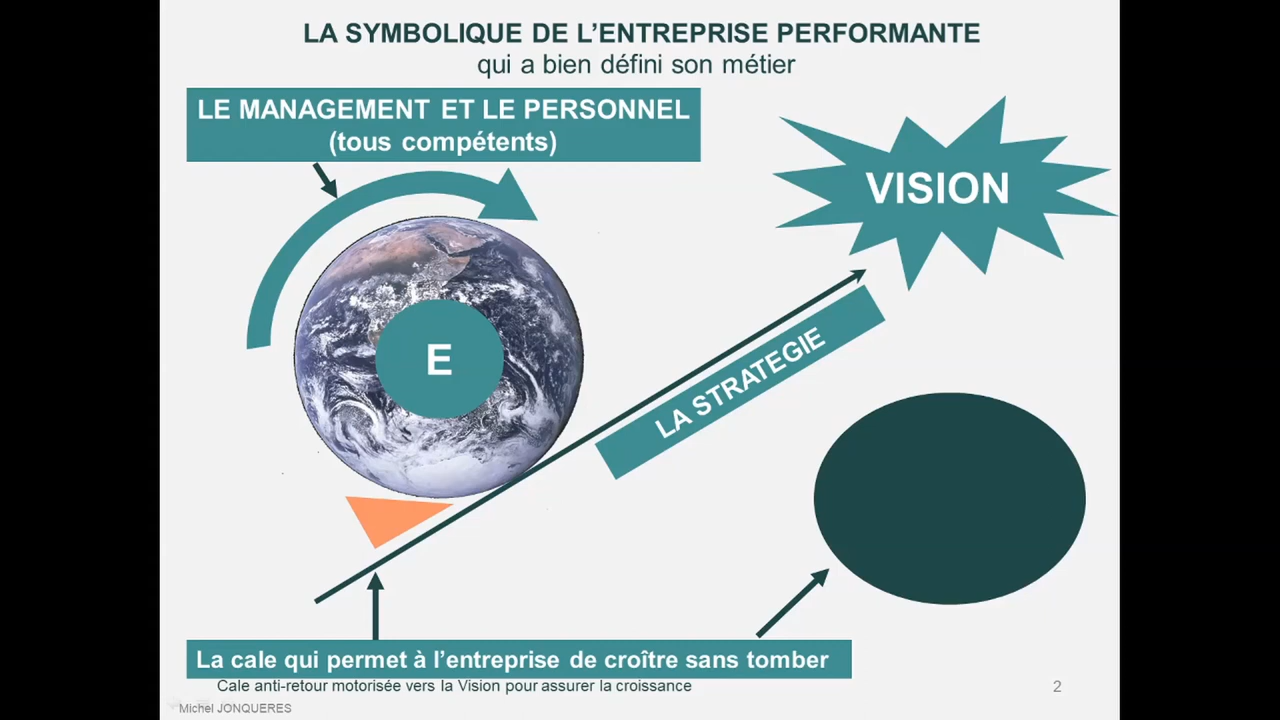 LA SYMBOLIQUE DE L’ENTREPRISE PERFORMANTE
qui a bien défini son métier
LE MANAGEMENT ET LE PERSONNEL
(tous compétents)
VISION
E
LA STRATEGIE
La cale qui permet à l’entreprise de croître sans tomber
Cale anti-retour motorisée vers la Vision pour assurer la croissance
2
Michel JONQUERES